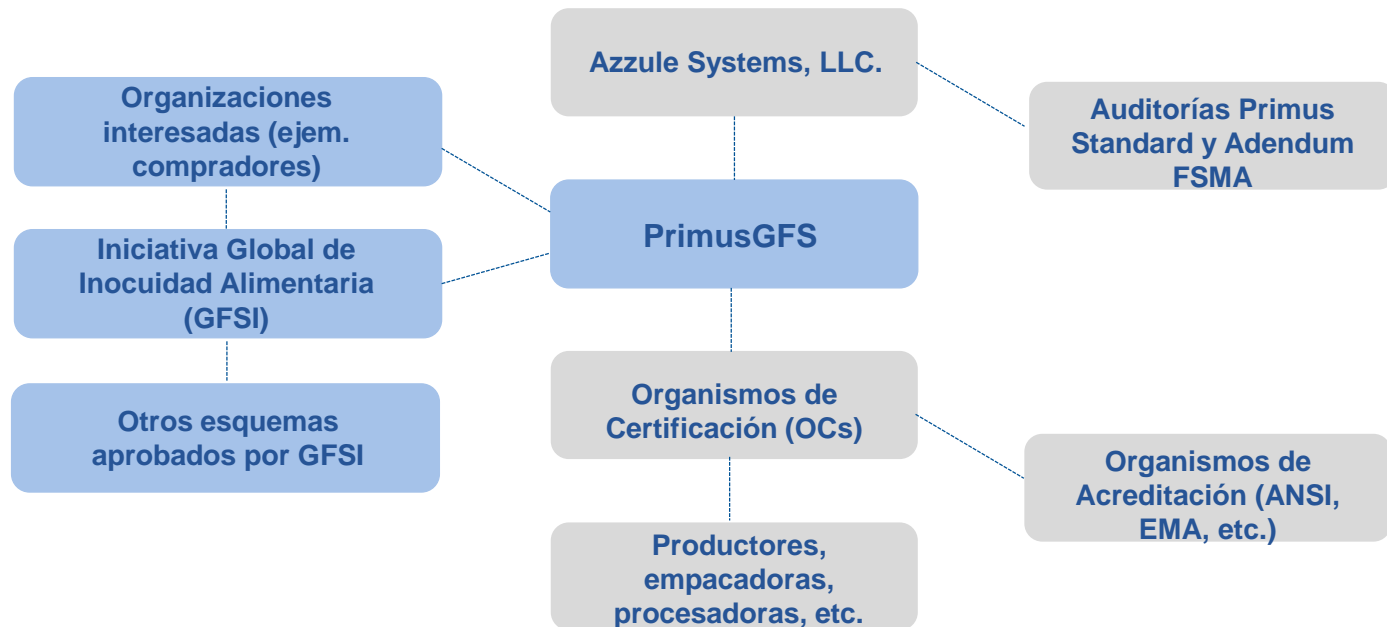 Azzule Systems, LLC.
Organizaciones
interesadas (ejem.
compradores)
Auditorías Primus
Standard y Adendum
FSMA
PrimusGFS
Iniciativa Global de
Inocuidad Alimentaria
(GFSI)
Organismos de
Certificación (OCs)
Otros esquemas
aprobados por GFSI
Organismos de
Acreditación (ANSI,
EMA, etc.)
Productores,
empacadoras,
procesadoras, etc.